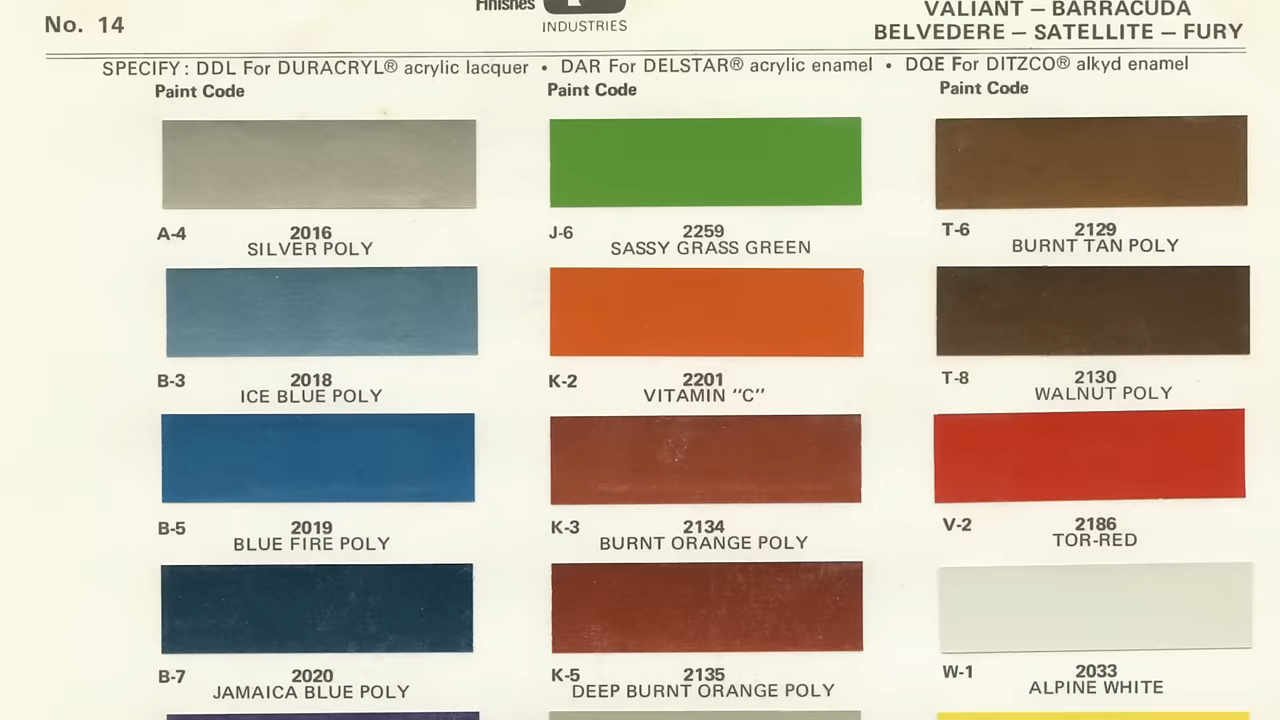 No. 14
Finishes
INDUSTRIES
VALIANT — BARRACUDA
BELVEDERE — SATELLITE — FURY
SPECIFY: DDL For DURACRYL® acrylic lacquer • DAR For DELSTAR® acrylic enamel • DQE For DITZCO® alkyd enamel
Paint Code Paint Code Paint Code
A-4 2016
SILVER POLY
J-6 2259
SASSY GRASS GREEN
T-6 2129
BURNT TAN POLY
B-3 2018
ICE BLUE POLY
K-2 2201
VITAMIN "C"
T-8 2130
WALNUT POLY
B-5 2019
BLUE FIRE POLY
K-3 2134
BURNT ORANGE POLY
V-2 2186
TOR-RED
B-7 2020
JAMAICA BLUE POLY
K-5 2135
DEEP BURNT ORANGE POLY
W-1 2033
ALPINE WHITE